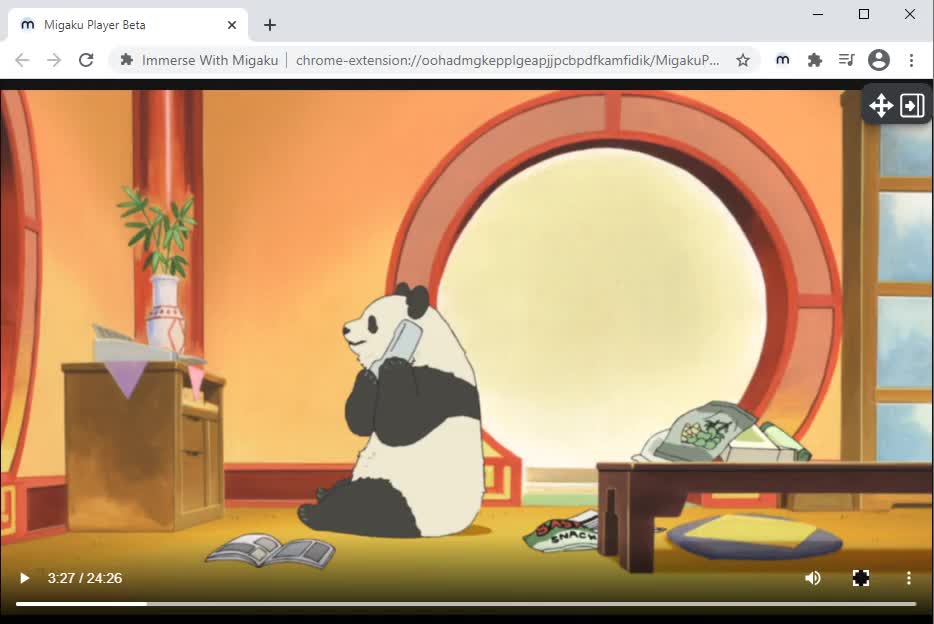 Migaku Player Beta
Immerse With Migaku
chrome-extension://oohadmgkepplgeapjjpcbpdfkamfidik/MigakuP...
SNACK
3:27 / 24:26